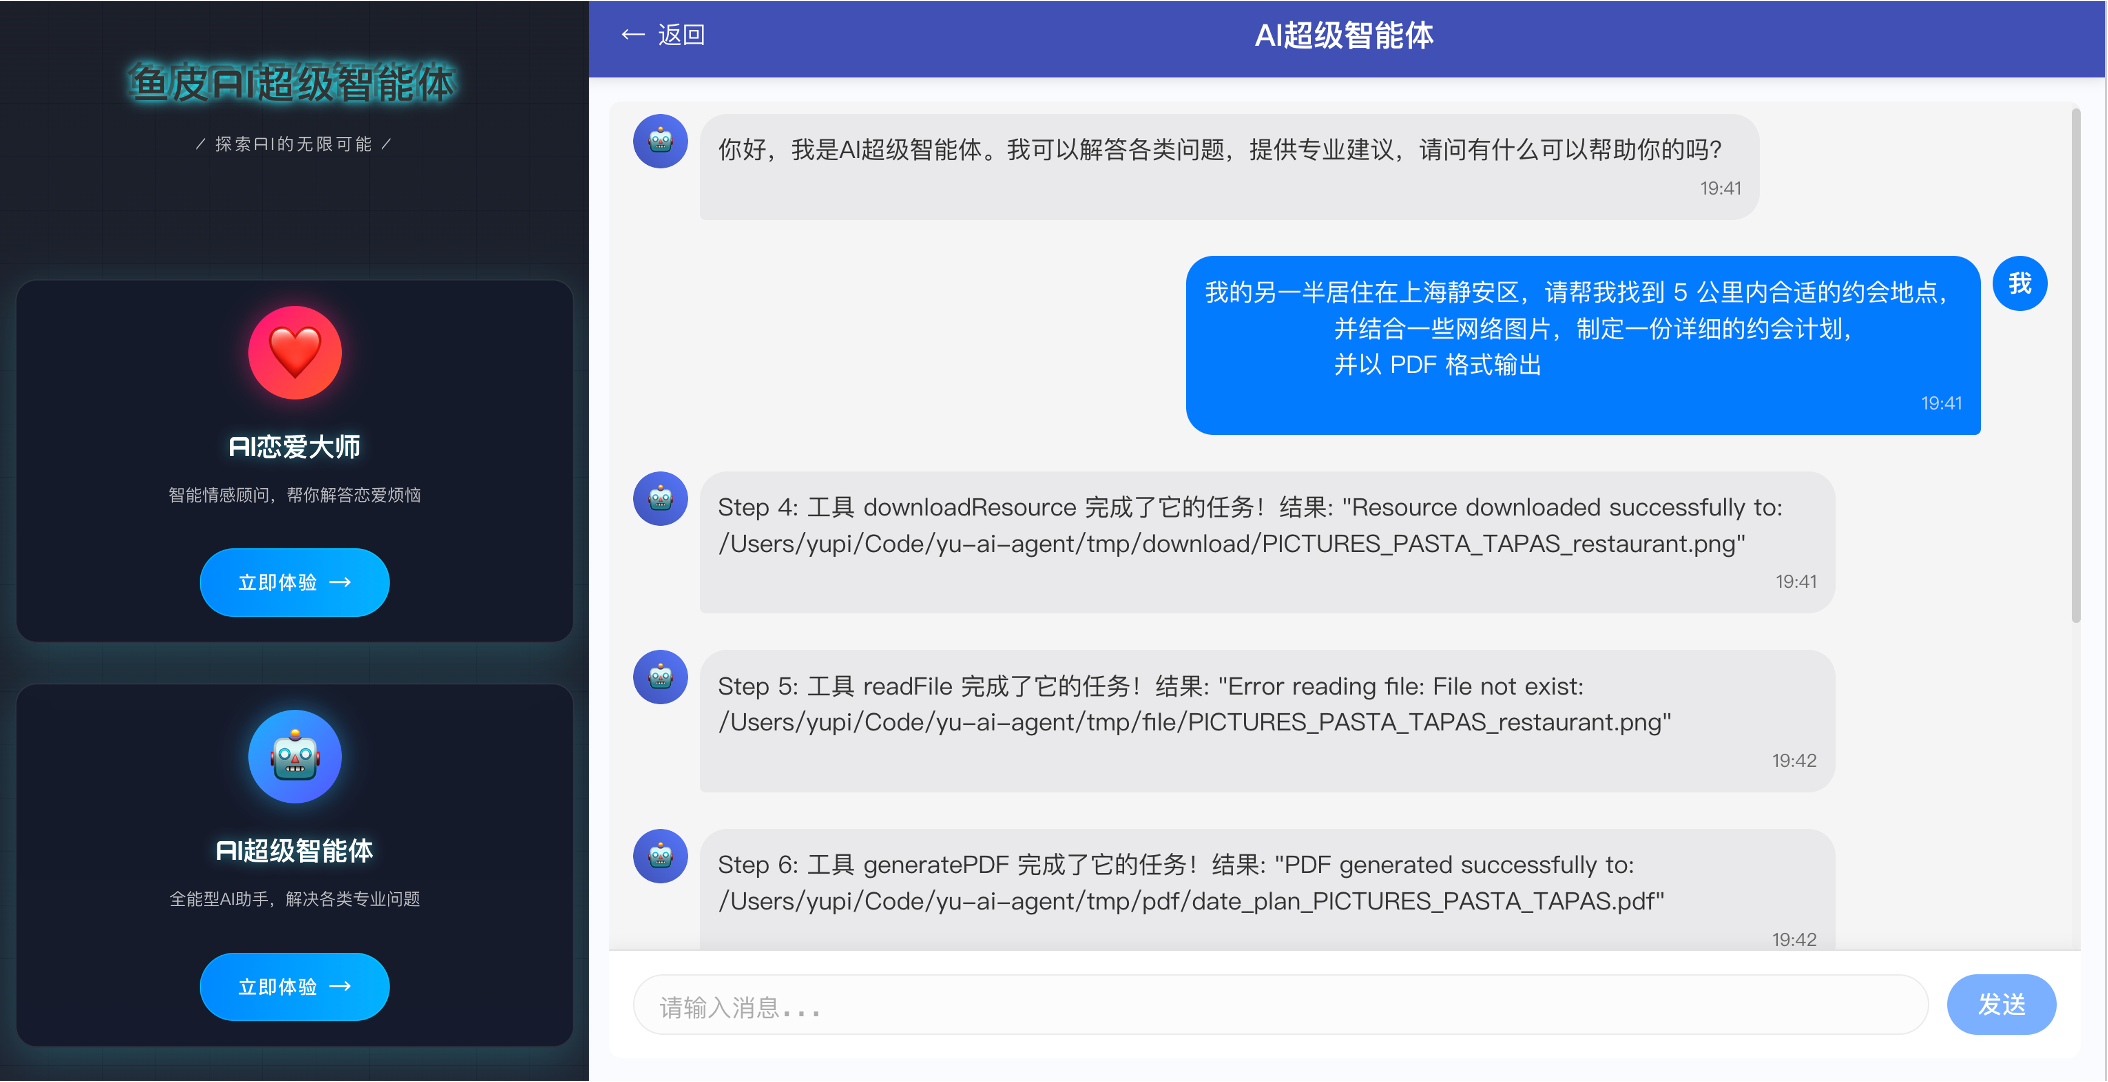 鱼皮AI超级智能体
/ 探索AI的无限可能 /
AI恋爱大师
智能情感顾问，帮你解答恋爱烦恼
立即体验 →
AI超级智能体
全能型AI助手，解决各类专业问题
立即体验 →
← 返回
AI超级智能体
你好，我是AI超级智能体。我可以解答各类问题，提供专业建议，请问有什么可以帮助你的吗？
19:41
我
我的另一半居住在上海静安区，请帮我找到 5 公里内合适的约会地点，
并结合一些网络图片，制定一份详细的约会计划，
并以 PDF 格式输出
19:41
Step 4: 工具 downloadResource 完成了它的任务！结果: "Resource downloaded successfully to:
/Users/yupi/Code/yu-ai-agent/tmp/download/PICTURES_PASTA_TAPAS_restaurant.png"
19:41
Step 5: 工具 readFile 完成了它的任务！结果: "Error reading file: File not exist:
/Users/yupi/Code/yu-ai-agent/tmp/file/PICTURES_PASTA_TAPAS_restaurant.png"
19:42
Step 6: 工具 generatePDF 完成了它的任务！结果: "PDF generated successfully to:
/Users/yupi/Code/yu-ai-agent/tmp/pdf/date_plan_PICTURES_PASTA_TAPAS.pdf"
19:42
请输入消息...
发送